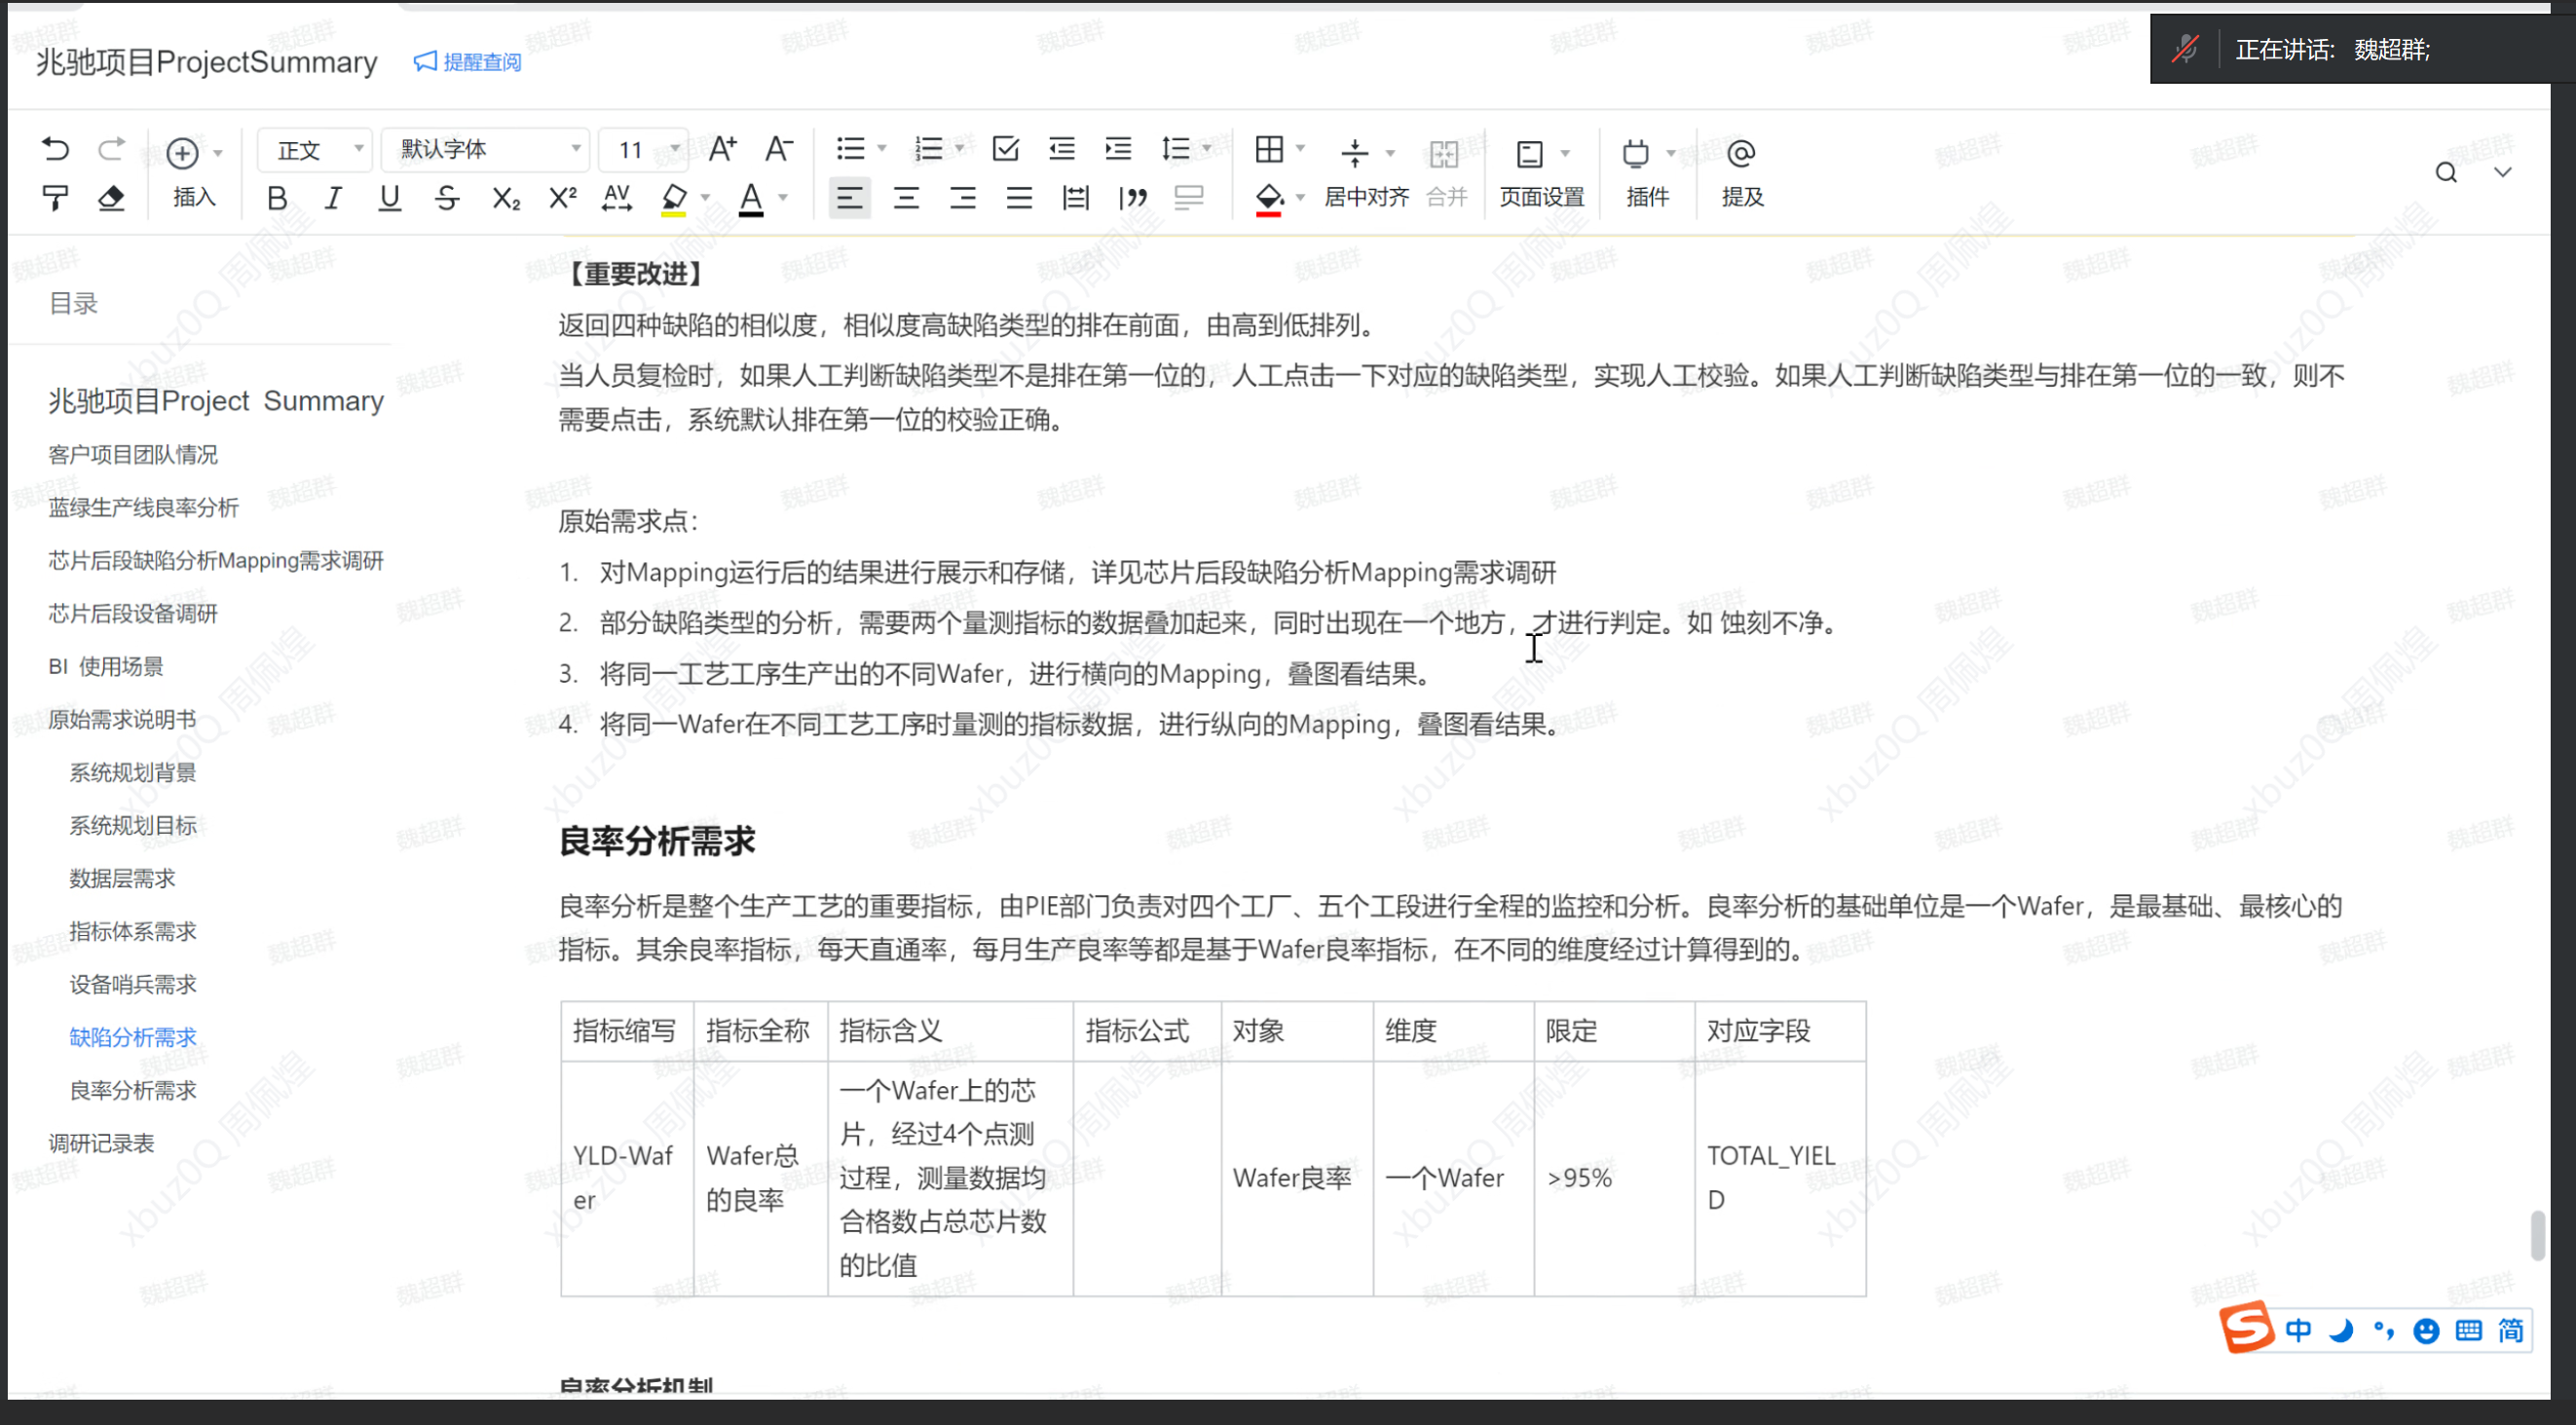 兆驰项目ProjectSummary
提醒查阅
正在讲话: 魏超群;
插入
正文
默认字体
11
居中对齐
合并
页面设置
插件
提及
目录
兆驰项目Project Summary
客户项目团队情况
蓝绿生产线良率分析
芯片后段缺陷分析Mapping需求调研
芯片后段设备调研
BI 使用场景
原始需求说明书
系统规划背景
系统规划目标
数据层需求
指标体系需求
设备哨兵需求
缺陷分析需求
良率分析需求
调研记录表
【重要改进】
返回四种缺陷的相似度，相似度高缺陷类型的排在前面，由高到低排列。
当人员复检时，如果人工判断缺陷类型不是排在第一位的，人工点击一下对应的缺陷类型，实现人工校验。如果人工判断缺陷类型与排在第一位的一致，则不
需要点击，系统默认排在第一位的校验正确。
原始需求点：
1. 对Mapping运行后的结果进行展示和存储，详见芯片后段缺陷分析Mapping需求调研
2. 部分缺陷类型的分析，需要两个量测指标的数据叠加起来，同时出现在一个地方，才进行判定。如 蚀刻不净。
3. 将同一工艺工序生产出的不同Wafer，进行横向的Mapping，叠图看结果。
4. 将同一Wafer在不同工艺工序时量测的指标数据，进行纵向的Mapping，叠图看结果。
良率分析需求
良率分析是整个生产工艺的重要指标，由PIE部门负责对四个工厂、五个工段进行全程的监控和分析。良率分析的基础单位是一个Wafer，是最基础、最核心的
指标。其余良率指标，每天直通率，每月生产良率等都是基于Wafer良率指标，在不同的维度经过计算得到的。
指标缩写 指标全称 指标含义 指标公式 对象 维度 限定 对应字段
YLD-Waf
er
Wafer总
的良率
一个Wafer上的芯
片，经过4个点测
过程，测量数据均
合格数占总芯片数
的比值
Wafer良率
一个Wafer
>95%
TOTAL_YIEL
D
良率分析机制
中
简
魏超群
xbuz0Q 周佩煌